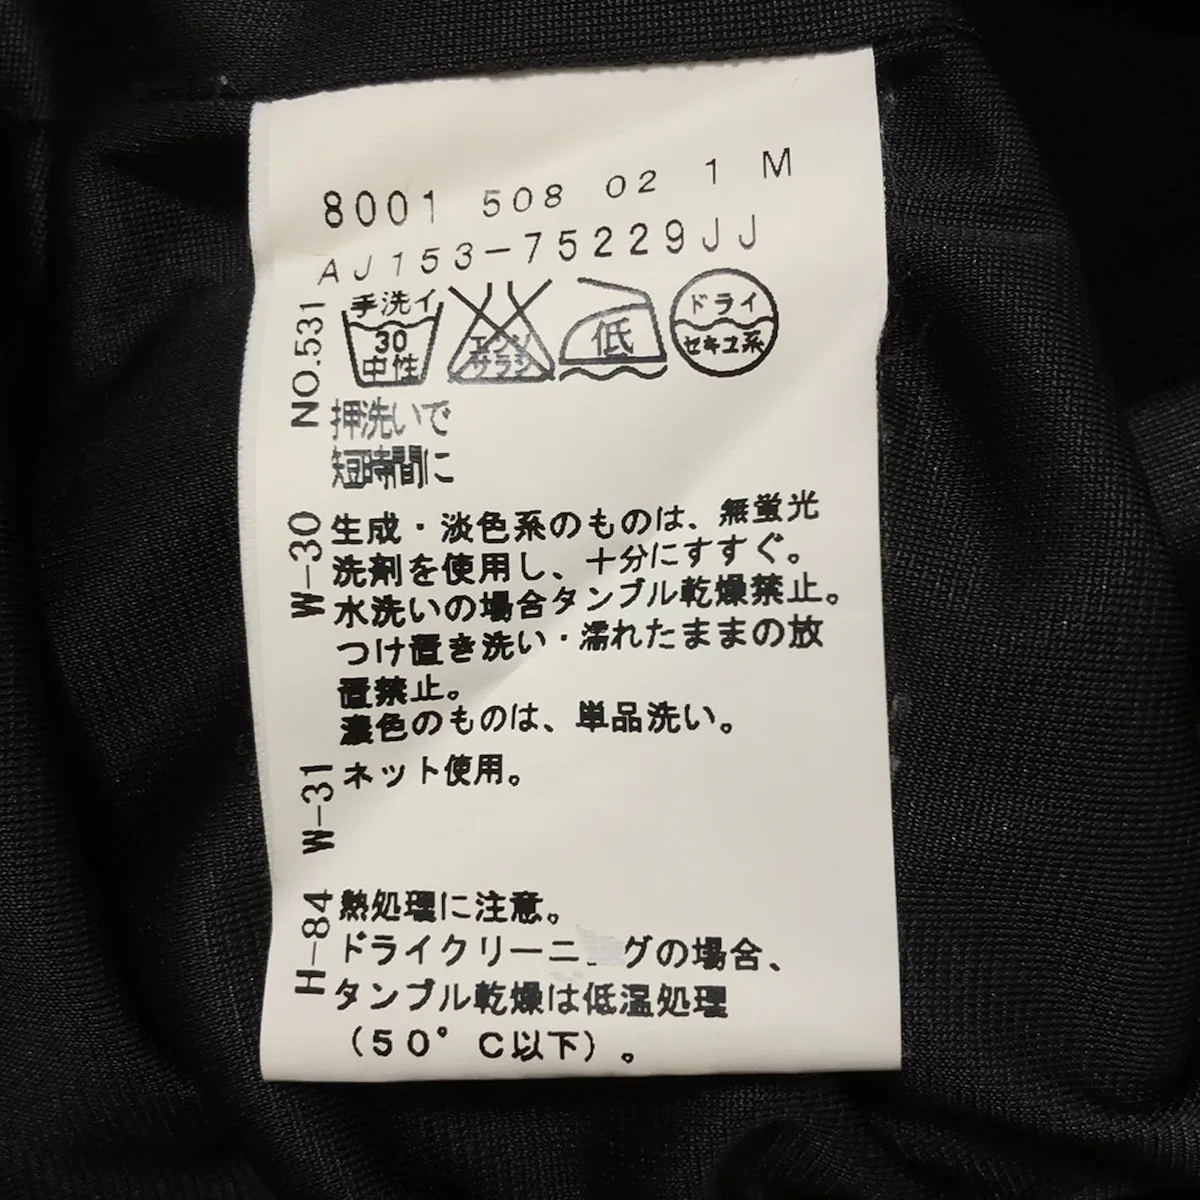 8001 508 02 1 M
AJ153-75229JJ
NO.531
手洗イ
30
中性
エンソ
サラシ
低
ドライ
セキユ系
押洗いで
短時間に
W-30
生成・淡色系のものは、無蛍光
洗剤を使用し、十分にすすぐ。
水洗いの場合タンブル乾燥禁止。
つけ置き洗い・濡れたままの放
置禁止。
濃色のものは、単品洗い。
W-31
ネット使用。
H-84
熱処理に注意。
ドライクリーニ グの場合、
タンブル乾燥は低温処理
(50°C以下)。